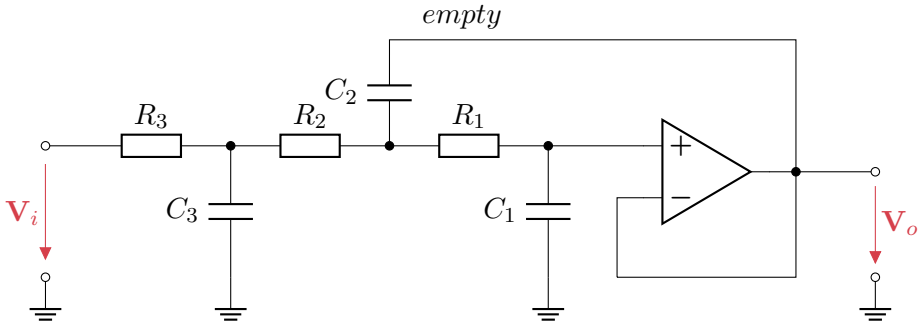 empty
C₂
R₃
R₂
R₁
+
−
C₃
C₁
Vᵢ
Vₒ